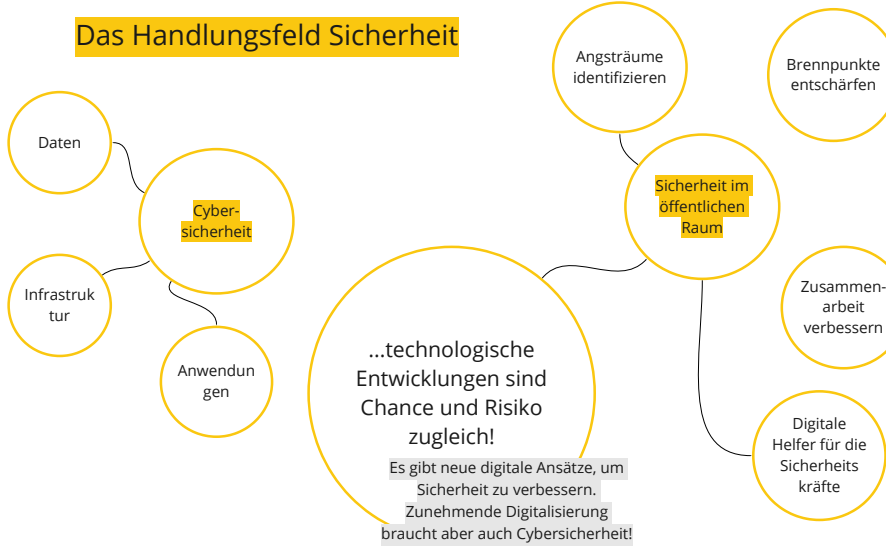 Das Handlungsfeld Sicherheit
Angsträume
identifizieren
Brennpunkte
entschärfen
Daten
Cyber-
sicherheit
Sicherheit im
öffentlichen
Raum
Infrastruk
tur
Anwendun
gen
Zusammen-
arbeit
verbessern
...technologische
Entwicklungen sind
Chance und Risiko
zugleich!
Es gibt neue digitale Ansätze, um
Sicherheit zu verbessern.
Zunehmende Digitalisierung
braucht aber auch Cybersicherheit!
Digitale
Helfer für die
Sicherheits
kräfte